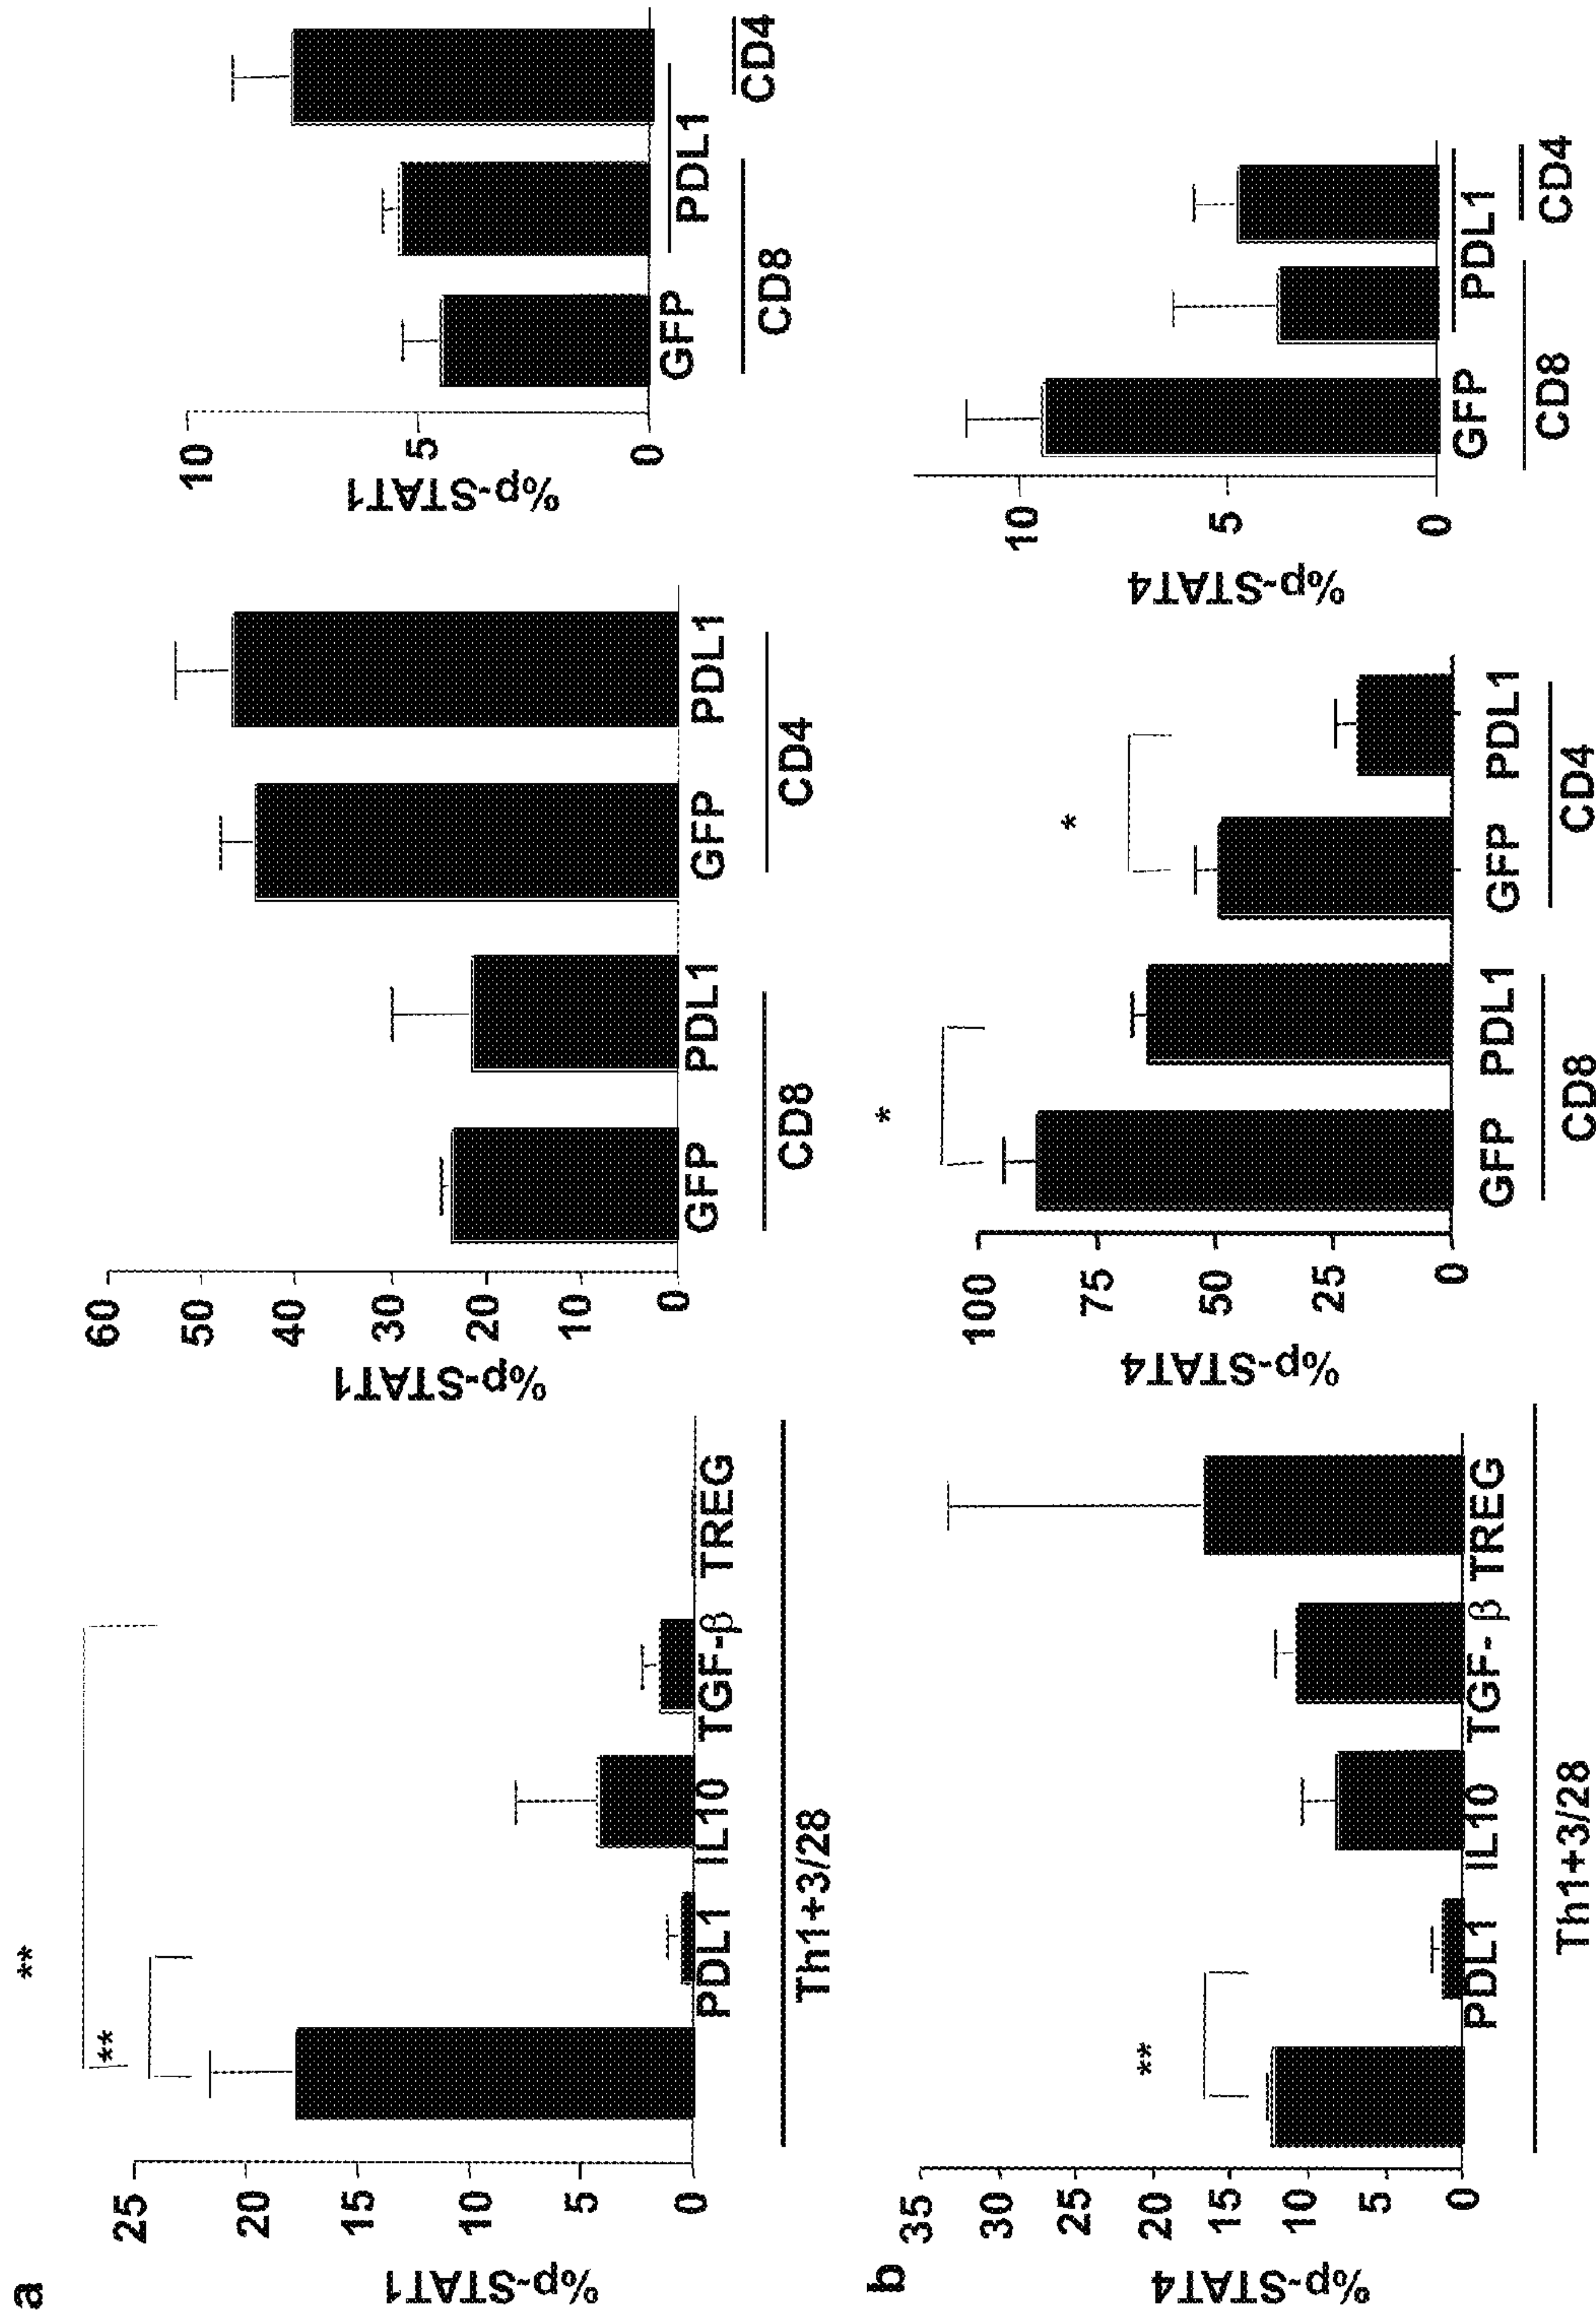 a
**
**
%p-STAT1
25
20
15
10
5
0
PDL1 IL10 TGF-β TREG
Th1+3/28
%p-STAT1
60
50
40
30
20
10
0
GFP PDL1 GFP PDL1
CD8 CD4
%p-STAT1
10
5
0
GFP PDL1
CD8 CD4
b
**
%p-STAT4
35
30
25
20
15
10
5
0
PDL1 IL10 TGF- β TREG
Th1+3/28
*
*
%p-STAT4
100
75
50
25
0
GFP PDL1 GFP PDL1
CD8 CD4
%p-STAT4
10
5
0
GFP PDL1
CD8 CD4